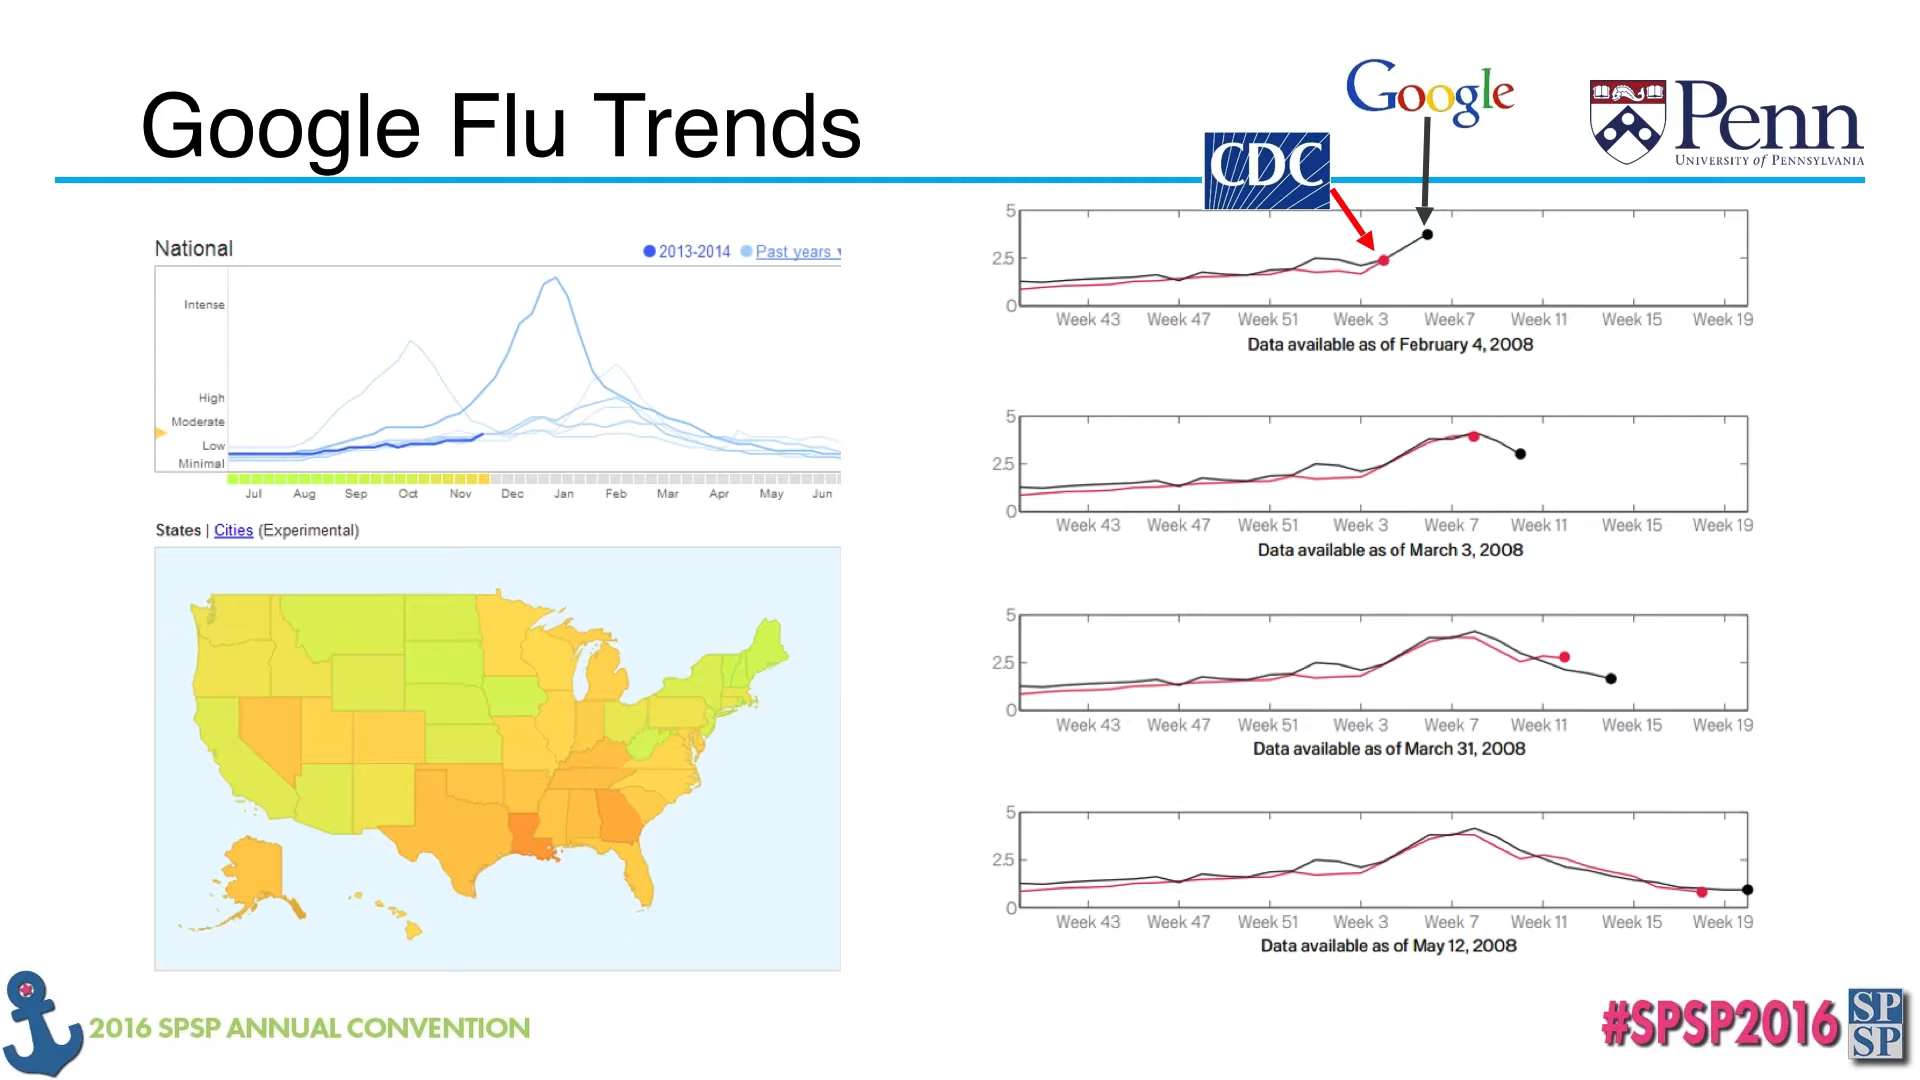 Google Flu Trends
Google
CDC
Penn
UNIVERSITY of PENNSYLVANIA
National
2013-2014 Past years
Intense
High
Moderate
Low
Minimal
Jul Aug Sep Oct Nov Dec Jan Feb Mar Apr May Jun
States | Cities (Experimental)
5
2.5
0
Week 43 Week 47 Week 51 Week 3 Week 7 Week 11 Week 15 Week 19
Data available as of February 4, 2008
5
2.5
0
Week 43 Week 47 Week 51 Week 3 Week 7 Week 11 Week 15 Week 19
Data available as of March 3, 2008
5
2.5
0
Week 43 Week 47 Week 51 Week 3 Week 7 Week 11 Week 15 Week 19
Data available as of March 31, 2008
5
2.5
0
Week 43 Week 47 Week 51 Week 3 Week 7 Week 11 Week 15 Week 19
Data available as of May 12, 2008
2016 SPSP ANNUAL CONVENTION
#SPSP2016
SP
SP